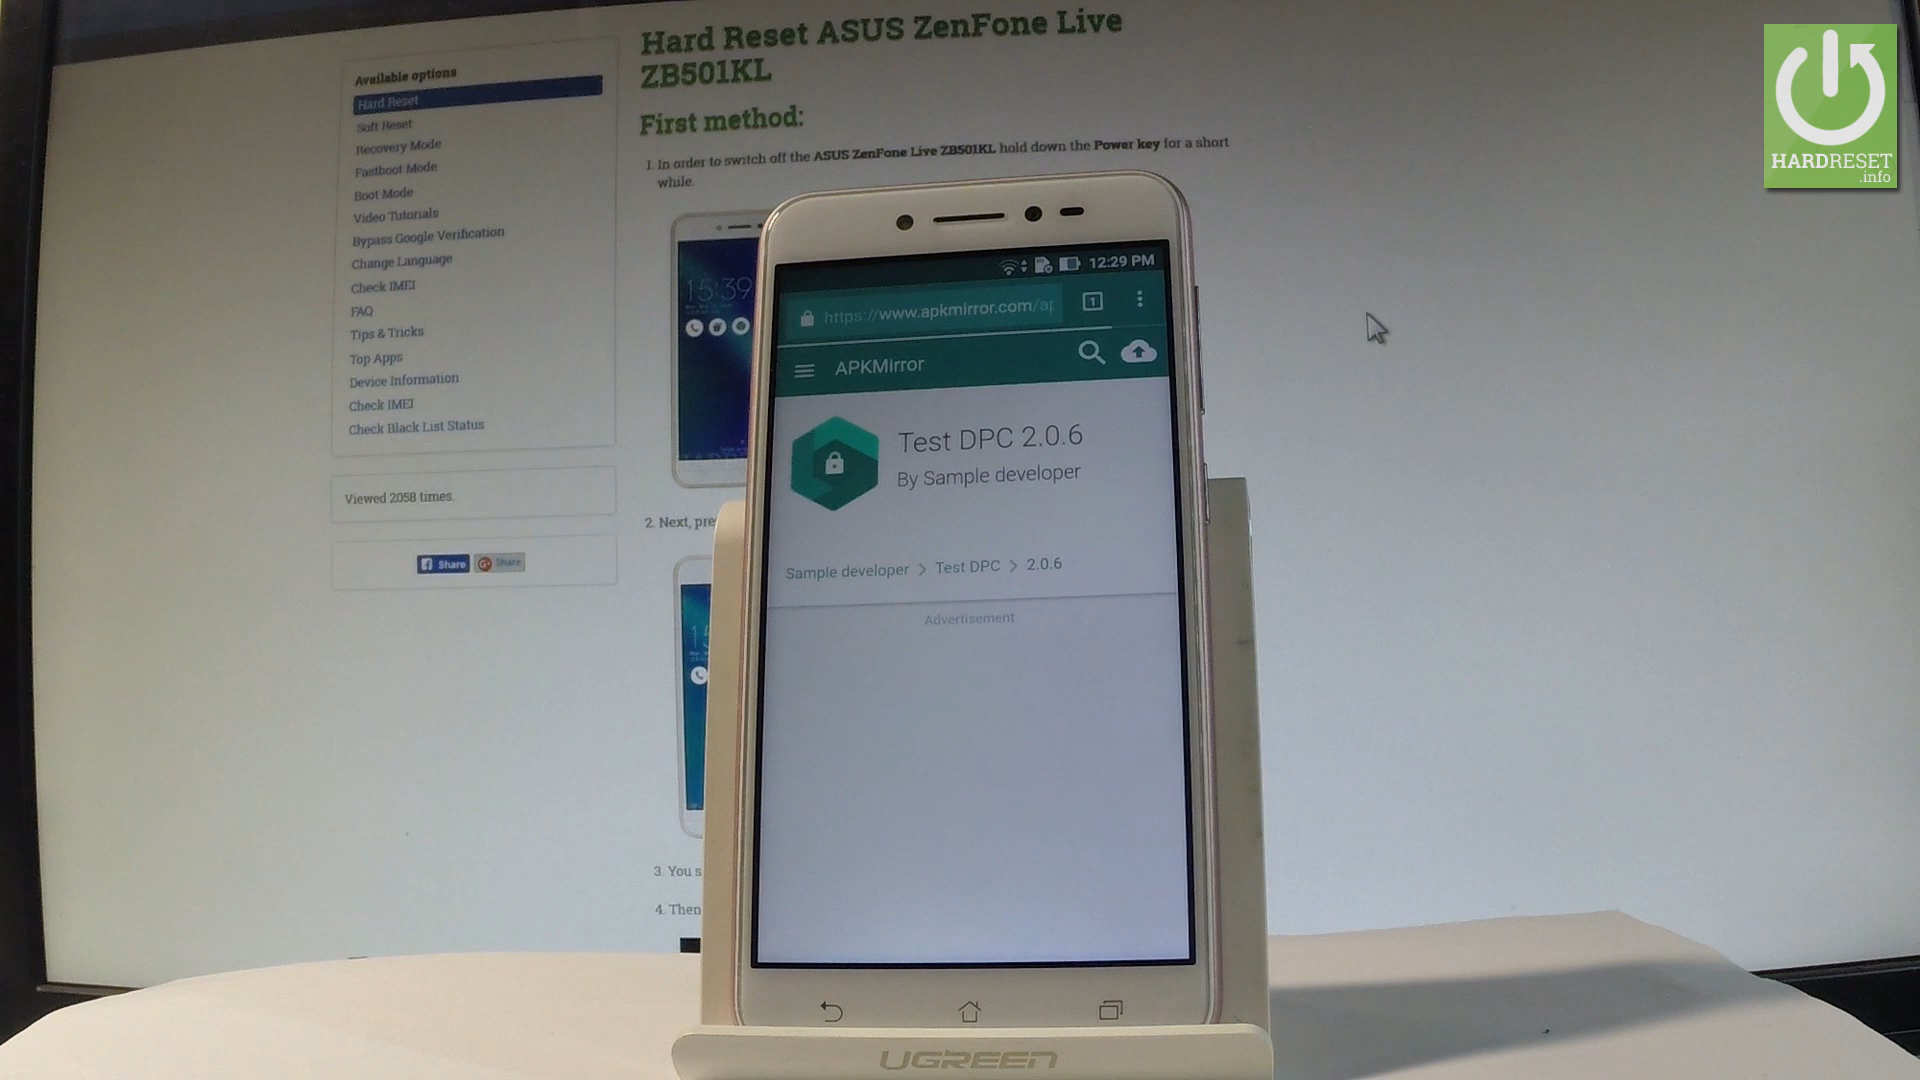 Hard Reset ASUS ZenFone Live
ZB501KL
First method:
1. In order to switch off the ASUS ZenFone Live ZB501KL hold down the Power key for a short
while.
Available options
Hard Reset
Soft Reset
Recovery Mode
Fastboot Mode
Boot Mode
Video Tutorials
Bypass Google Verification
Change Language
Check IMEI
FAQ
Tips & Tricks
Top Apps
Device Information
Check IMEI
Check Black List Status
Viewed 2058 times.
Share
Share
15:39
2. Next, pre
3. You s
4. Then
12:29 PM
https://www.apkmirror.com/ap
1
APKMirror
Test DPC 2.0.6
By Sample developer
Sample developer > Test DPC > 2.0.6
Advertisement
UGREEN
HARDRESET
.info